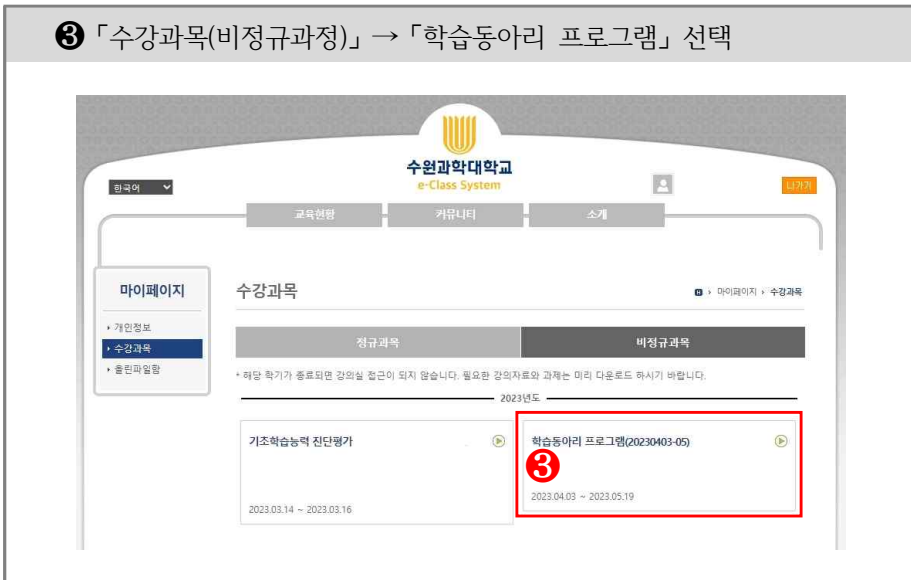 ❸「수강과목(비정규과정)」→「학습동아리 프로그램」선택
수원과학대학교
e-Class System
한국어
나가기
교육현황 커뮤니티 소개
마이페이지
개인정보
수강과목
올린파일함
수강과목
마이페이지 › 수강과목
정규과목 비정규과목
* 해당 학기가 종료되면 강의실 접근이 되지 않습니다. 필요한 강의자료와 과제는 미리 다운로드 하시기 바랍니다.
2023년도
기초학습능력 진단평가
2023.03.14 ~ 2023.03.16
학습동아리 프로그램(20230403-05)
❸
2023.04.03 ~ 2023.05.19